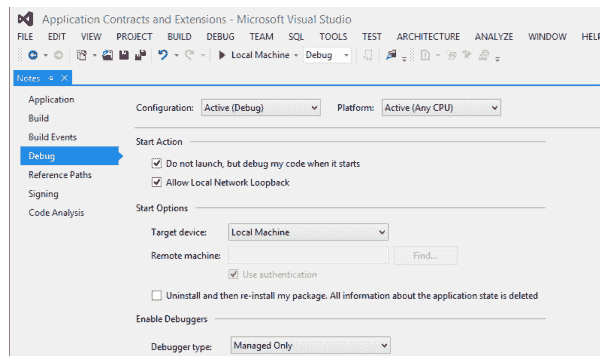 Application Contracts and Extensions - Microsoft Visual Studio
FILE EDIT VIEW PROJECT BUILD DEBUG TEAM SQL TOOLS TEST ARCHITECTURE ANALYZE WINDOW HELP
Local Machine Debug
Notes
Application
Configuration: Active (Debug) Platform: Active (Any CPU)
Build
Build Events
Start Action
Debug
Do not launch, but debug my code when it starts
Reference Paths
Allow Local Network Loopback
Signing
Start Options
Code Analysis
Target device: Local Machine
Remote machine: Find...
Use authentication
Uninstall and then re-install my package. All information about the application state is deleted
Enable Debuggers
Debugger type: Managed Only